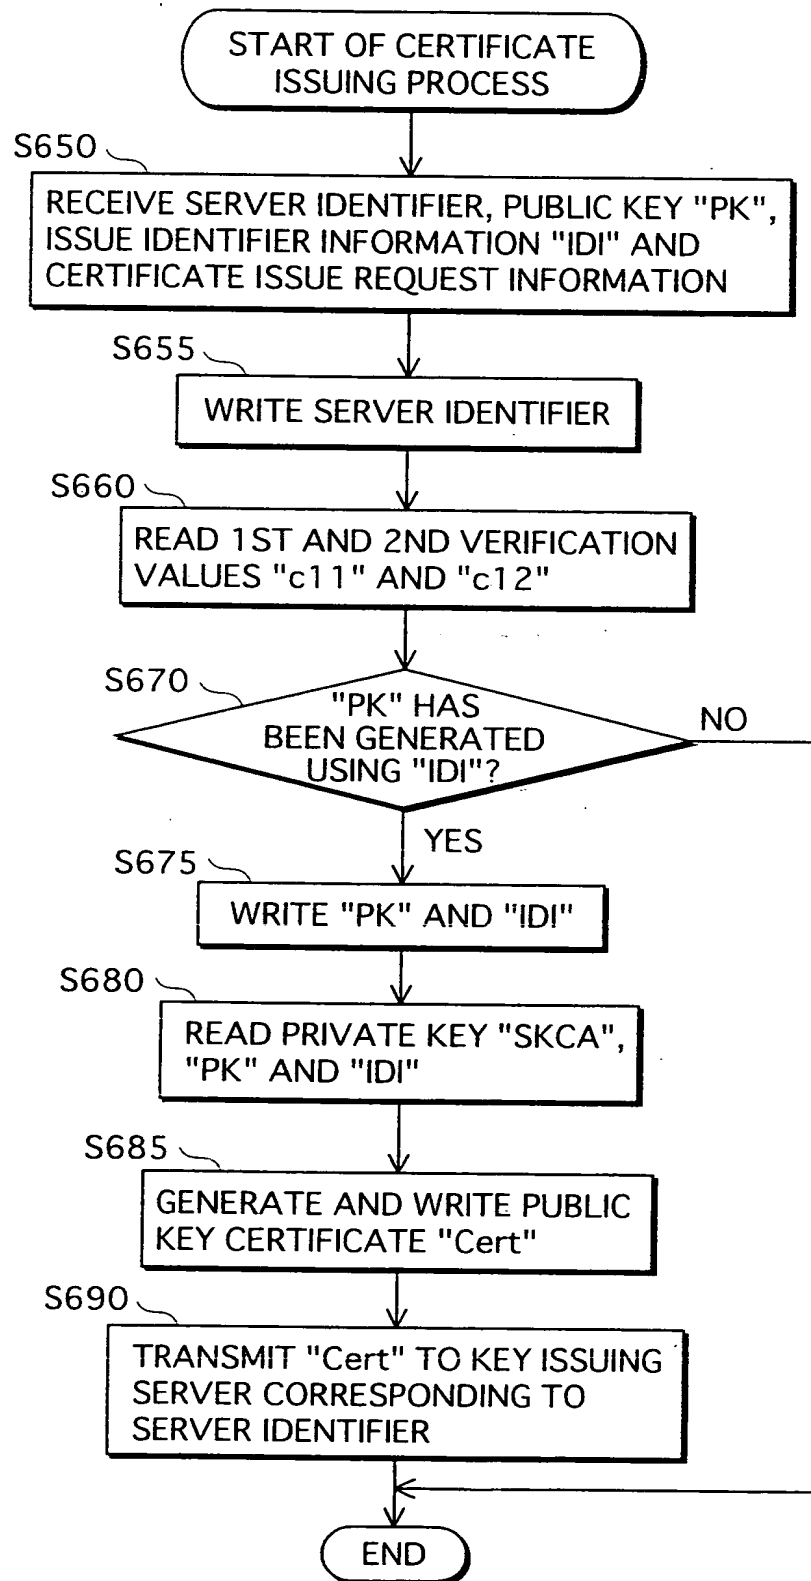 START OF CERTIFICATE
ISSUING PROCESS
S650
RECEIVE SERVER IDENTIFIER, PUBLIC KEY "PK",
ISSUE IDENTIFIER INFORMATION "IDI" AND
CERTIFICATE ISSUE REQUEST INFORMATION
S655
WRITE SERVER IDENTIFIER
S660
READ 1ST AND 2ND VERIFICATION
VALUES "c11" AND "c12"
S670
"PK" HAS
BEEN GENERATED
USING "IDI"?
NO
YES
S675
WRITE "PK" AND "IDI"
S680
READ PRIVATE KEY "SKCA",
"PK" AND "IDI"
S685
GENERATE AND WRITE PUBLIC
KEY CERTIFICATE "Cert"
S690
TRANSMIT "Cert" TO KEY ISSUING
SERVER CORRESPONDING TO
SERVER IDENTIFIER
END